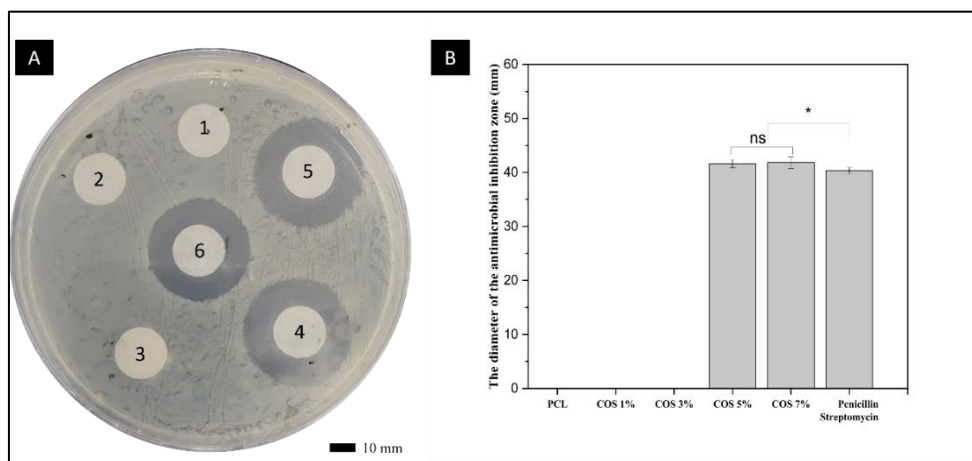 A
1
2
5
6
3
4
10 mm
B
The diameter of the antimicrobial inhibition zone (mm)
60
50
40
30
20
10
0
ns
*
PCL
COS 1%
COS 3%
COS 5%
COS 7%
Penicillin
Streptomycin